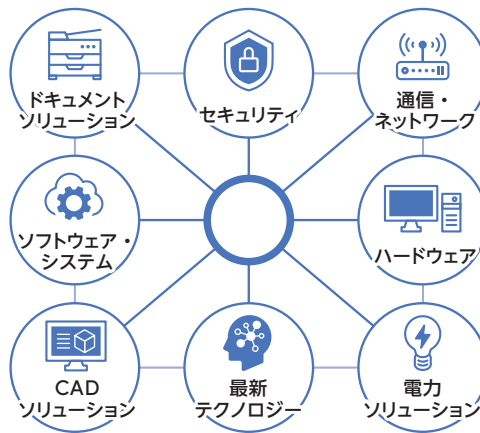 ドキュメント
ソリューション
セキュリティ
通信・
ネットワーク
ソフトウェア・
システム
ハードウェア
CAD
ソリューション
最新
テクノロジー
電力
ソリューション